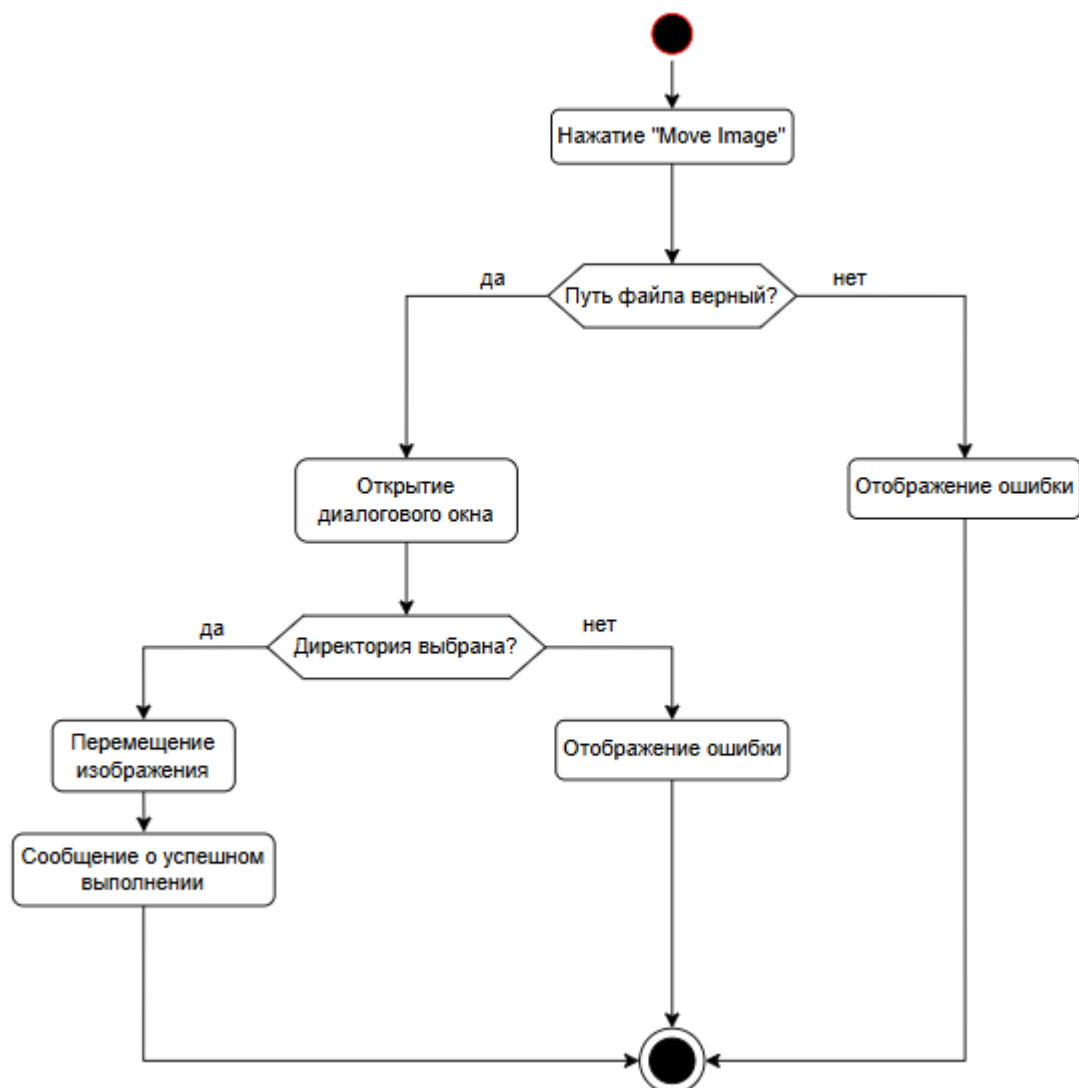 Нажатие "Move Image"
да
Путь файла верный?
нет
Открытие
диалогового окна
Отображение ошибки
да
Директория выбрана?
нет
Перемещение
изображения
Отображение ошибки
Сообщение о успешном
выполнении